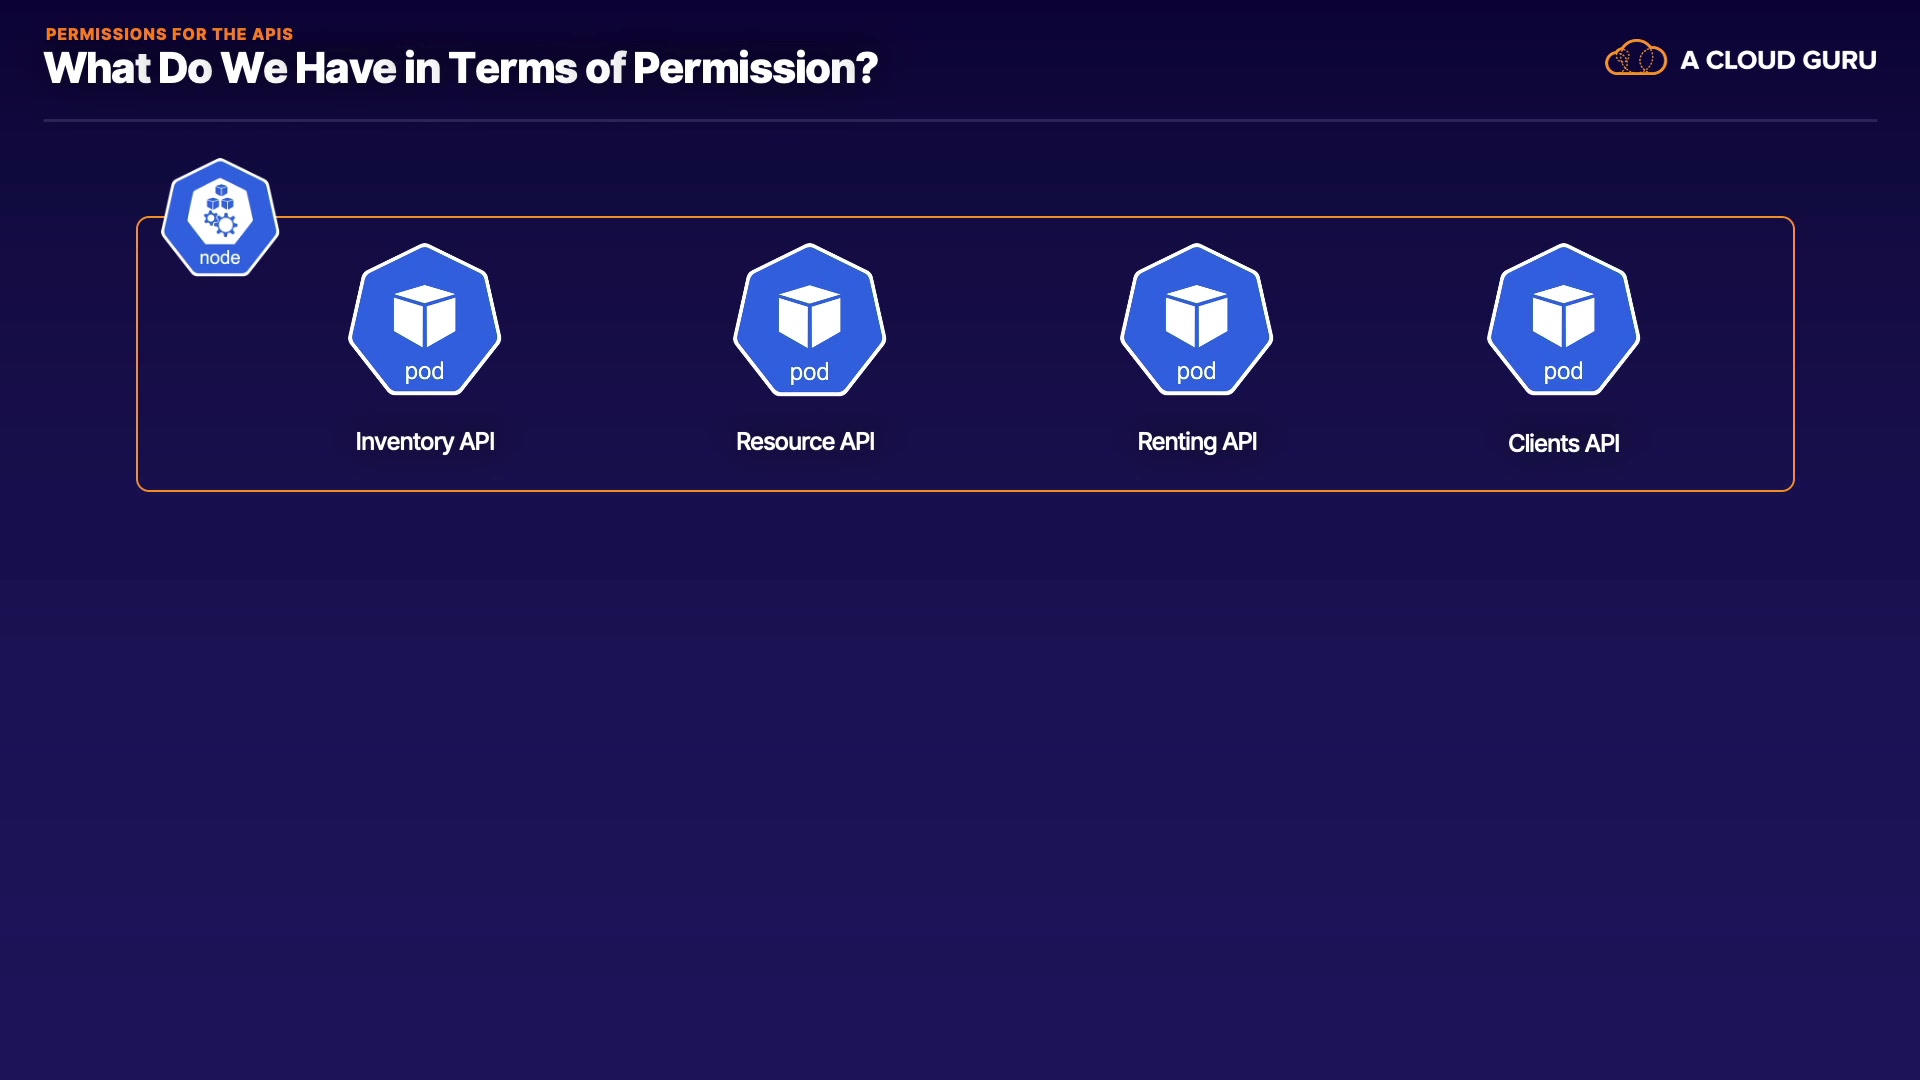 PERMISSIONS FOR THE APIS
What Do We Have in Terms of Permission?
A CLOUD GURU
node
pod
pod
pod
pod
Inventory API
Resource API
Renting API
Clients API